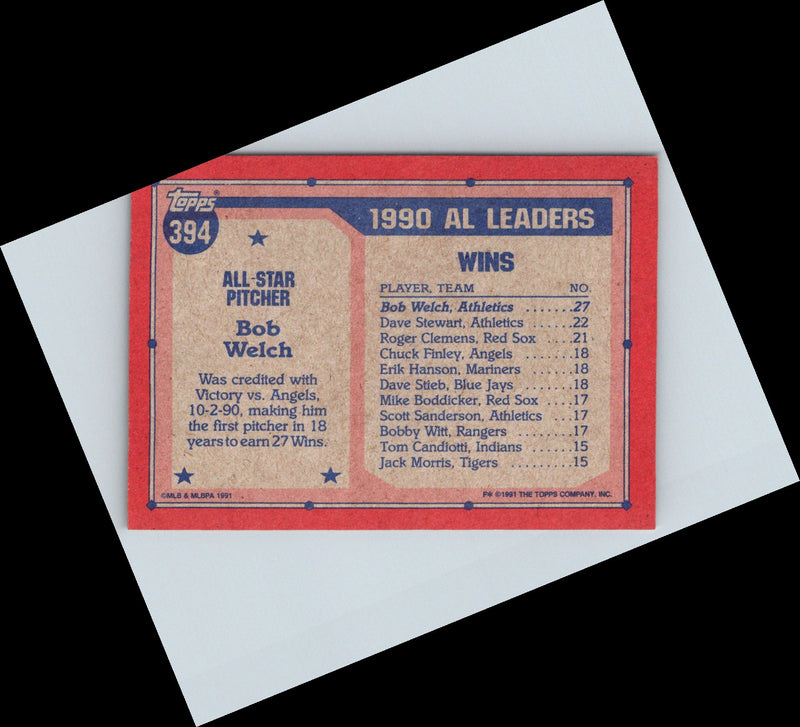 Topps®
394
ALL-STAR
PITCHER
Bob
Welch
Was credited with
Victory vs. Angels,
10-2-90, making him
the first pitcher in 18
years to earn 27 Wins.
©MLB & MLBPA 1991
1990 AL LEADERS
WINS
PLAYER, TEAM NO.
Bob Welch, Athletics .......27
Dave Stewart, Athletics ......22
Roger Clemens, Red Sox ....21
Chuck Finley, Angels ........18
Erik Hanson, Mariners .......18
Dave Stieb, Blue Jays .......18
Mike Boddicker, Red Sox ....17
Scott Sanderson, Athletics ....17
Bobby Witt, Rangers .........17
Tom Candiotti, Indians .......15
Jack Morris, Tigers .........15
F* ©1991 THE TOPPS COMPANY, INC.